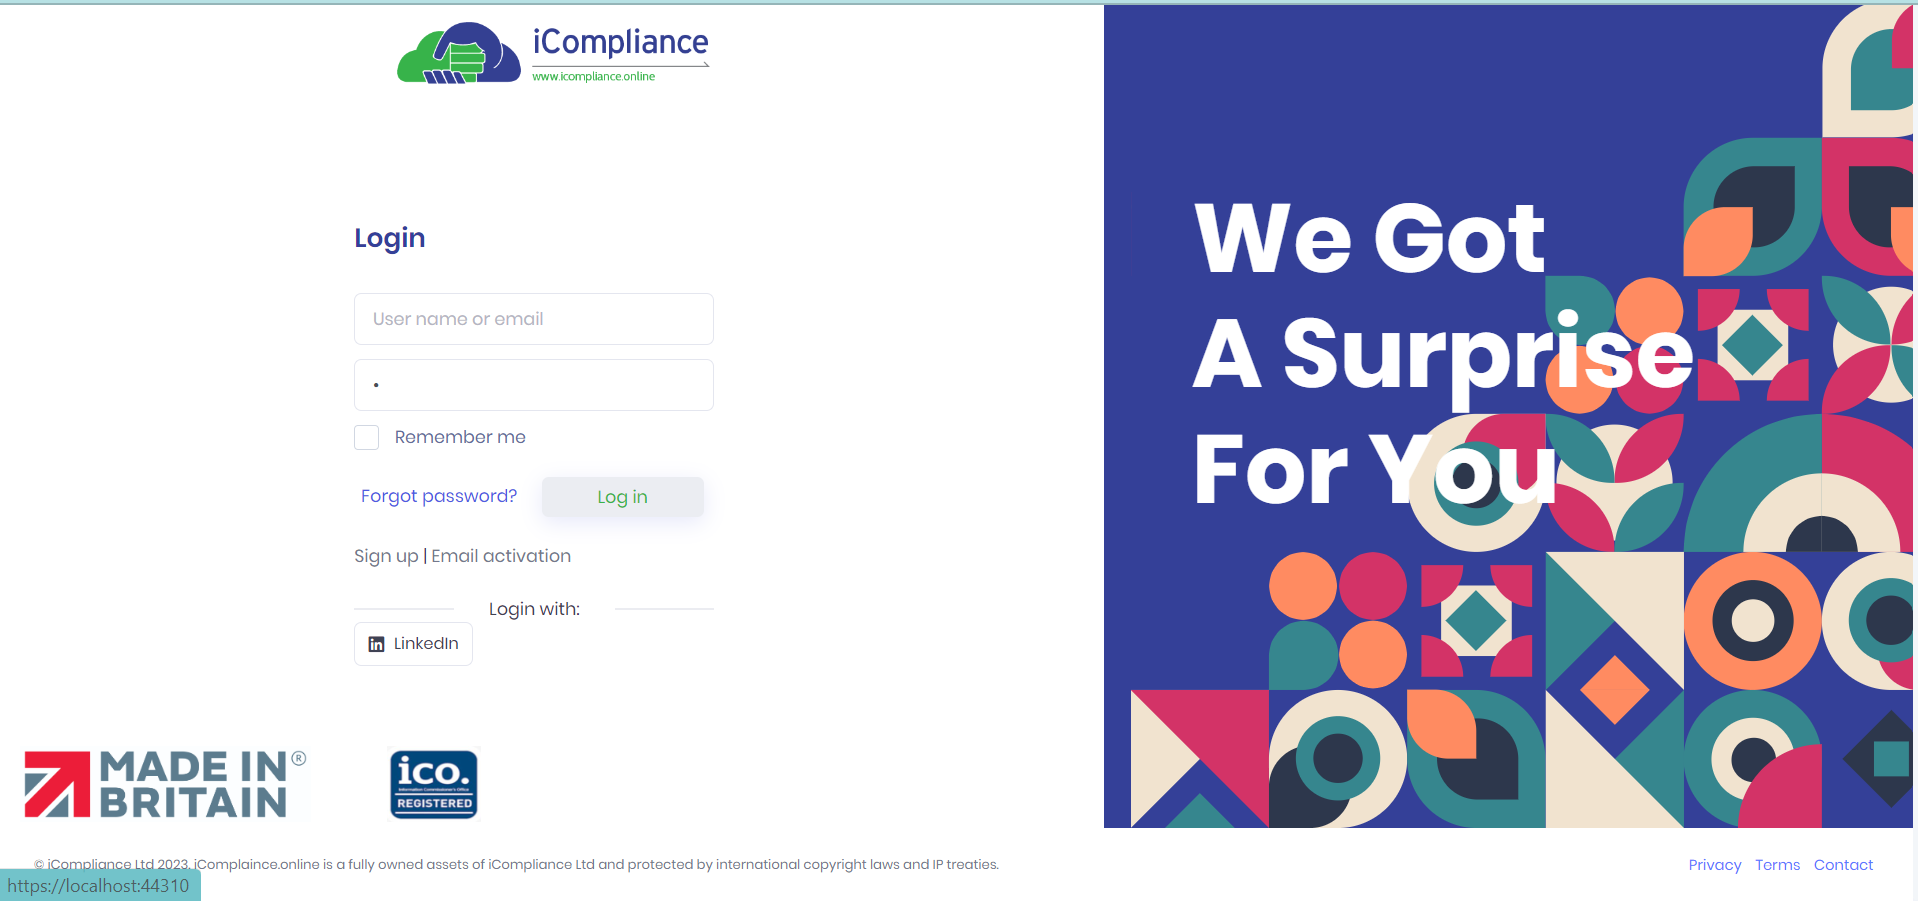 iCompliance
www.icompliance.online
Login
User name or email
•
Remember me
Forgot password?
Log in
Sign up | Email activation
Login with:
LinkedIn
We Got
A Surprise
For You
MADE IN®
BRITAIN
ico.
Information Commissioner's Office
REGISTERED
© iCompliance Ltd 2023. iComplaince.online is a fully owned assets of iCompliance Ltd and protected by international copyright laws and IP treaties.
Privacy Terms Contact
https://localhost:44310